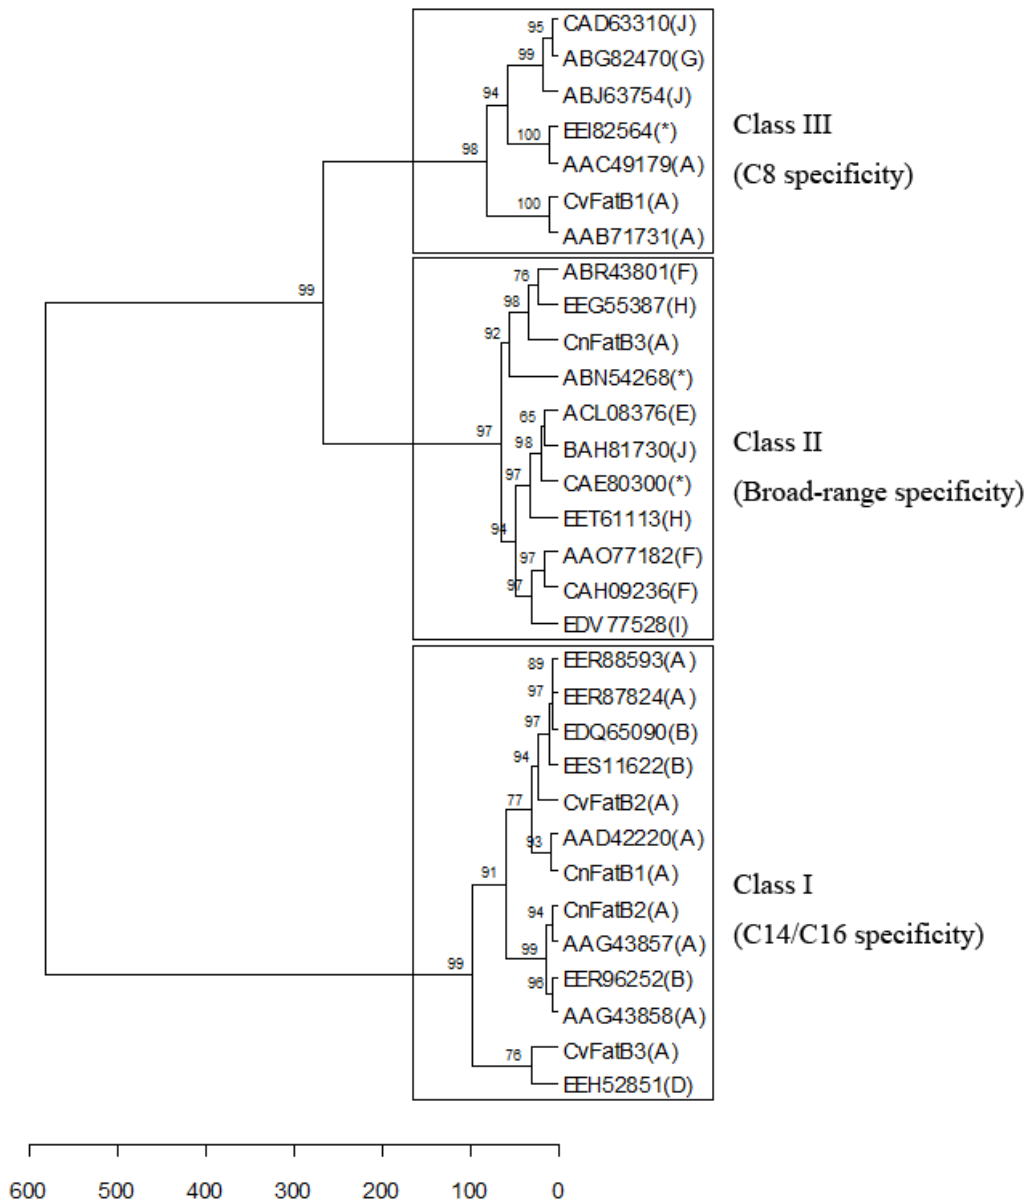 95
CAD63310(J)
99
ABG82470(G)
94
ABJ63754(J)
100
EEI82564(*)
98
AAC49179(A)
100
CvFatB1(A)
AAB71731(A)
Class III
(C8 specificity)
99
76
ABR43801(F)
98
EEG55387(H)
92
CnFatB3(A)
ABN54268(*)
65
ACL08376(E)
97
98
BAH81730(J)
97
CAE80300(*)
EET61113(H)
94
97
AAO77182(F)
97
CAH09236(F)
EDV77528(I)
Class II
(Broad-range specificity)
89
EER88593(A)
97
EER87824(A)
97
EDQ65090(B)
94
EES11622(B)
77
CvFatB2(A)
93
AAD42220(A)
91
CnFatB1(A)
94
CnFatB2(A)
99
AAG43857(A)
96
EER96252(B)
99
AAG43858(A)
76
CvFatB3(A)
EEH52851(D)
Class I
(C14/C16 specificity)
600 500 400 300 200 100 0